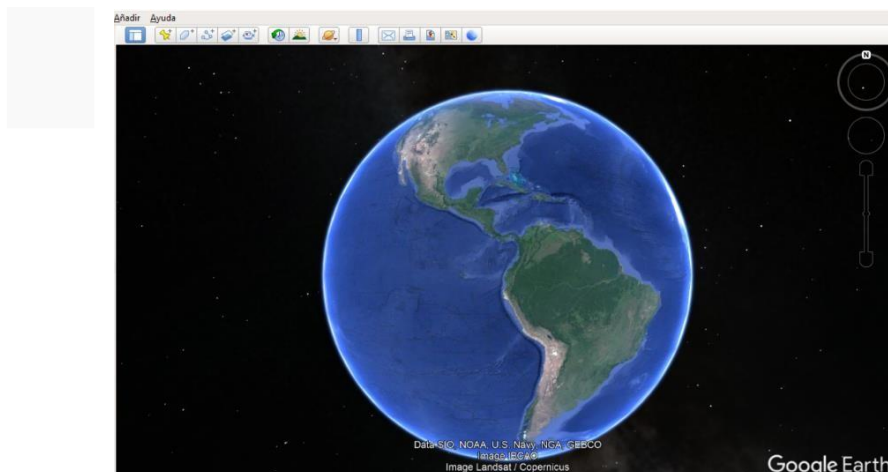 Añadir Ayuda
N
Data SIO, NOAA, U.S. Navy, NGA, GEBCO
Image IBCAO
Image Landsat / Copernicus
Google Earth